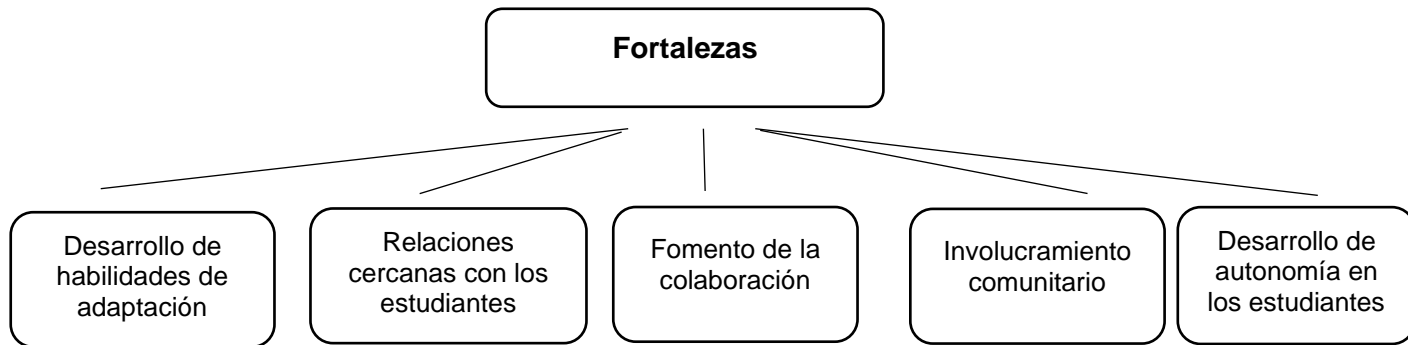 Fortalezas
Desarrollo de
habilidades de
adaptación
Relaciones
cercanas con los
estudiantes
Fomento de la
colaboración
Involucramiento
comunitario
Desarrollo de
autonomía en
los estudiantes